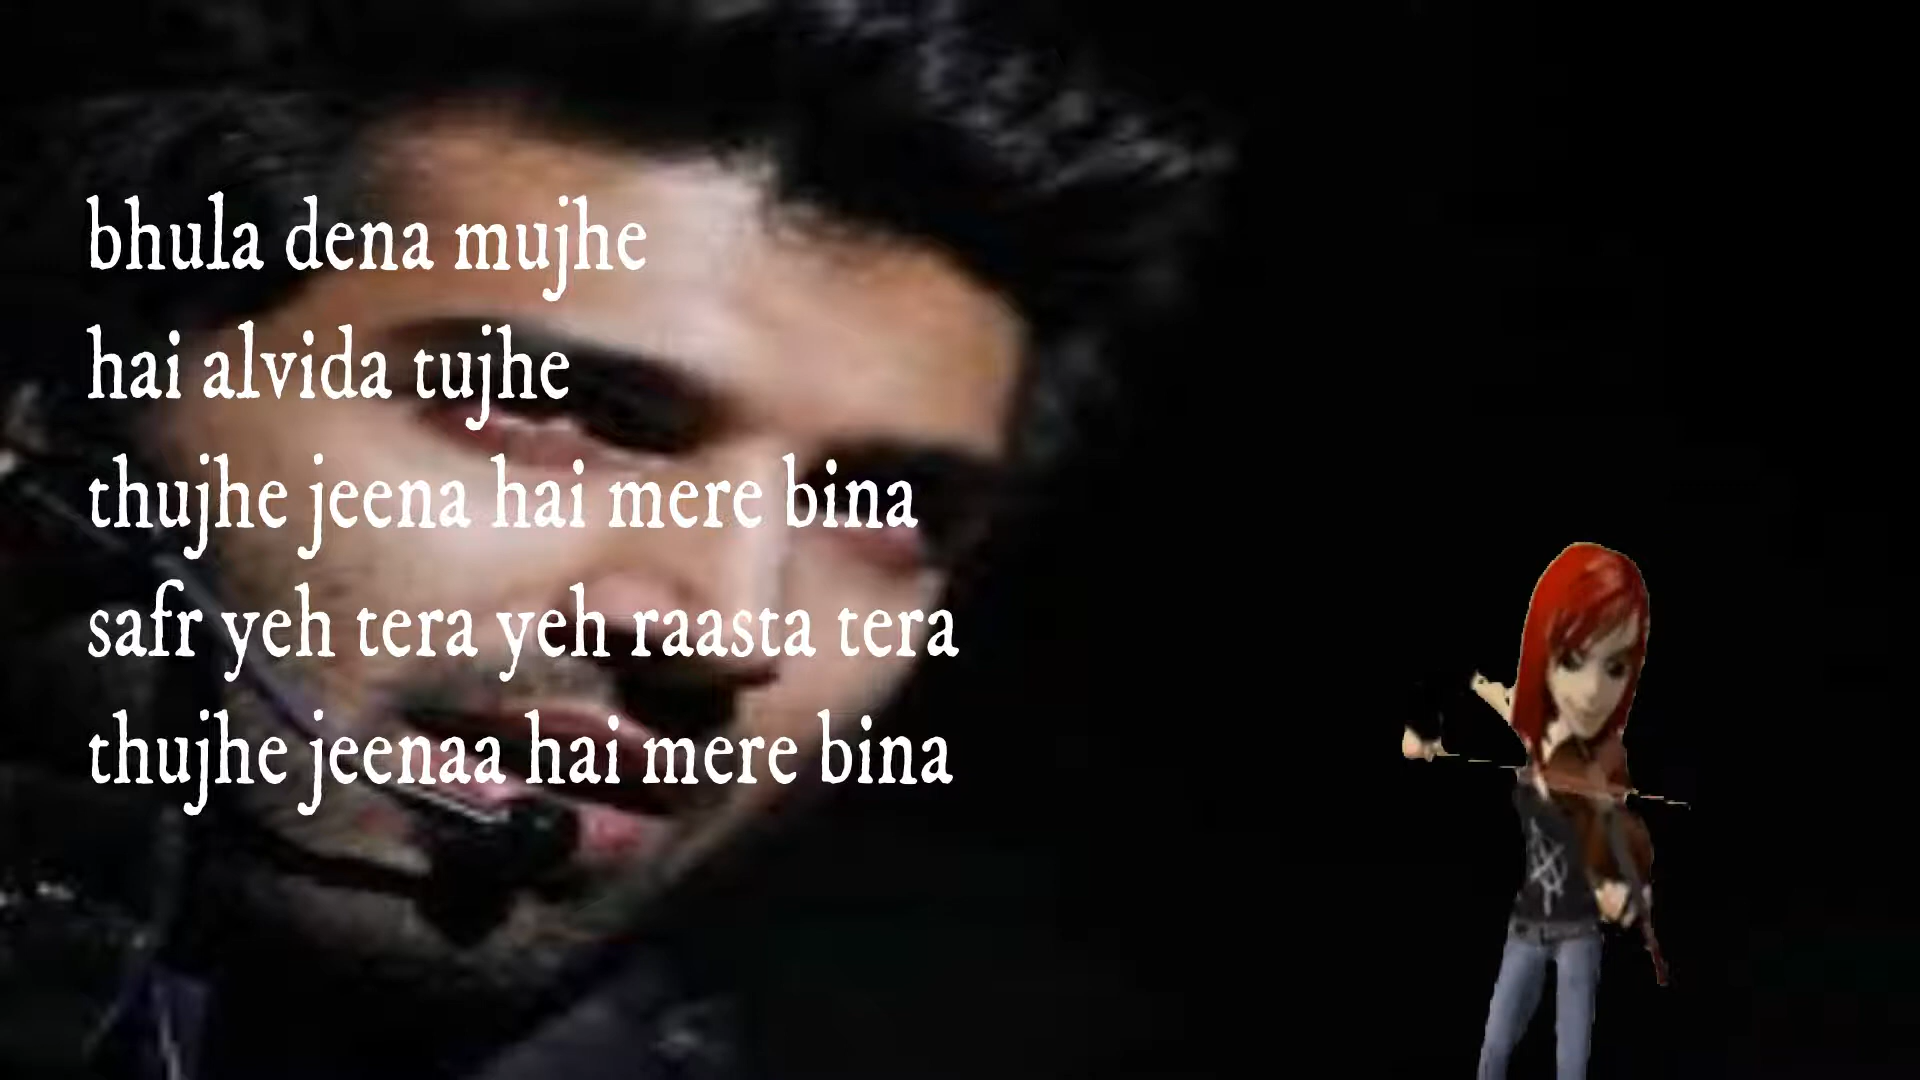 bhula dena mujhe
hai alvida tujhe
thujhe jeena hai mere bina
safr yeh tera yeh raasta tera
thujhe jeenaa hai mere bina